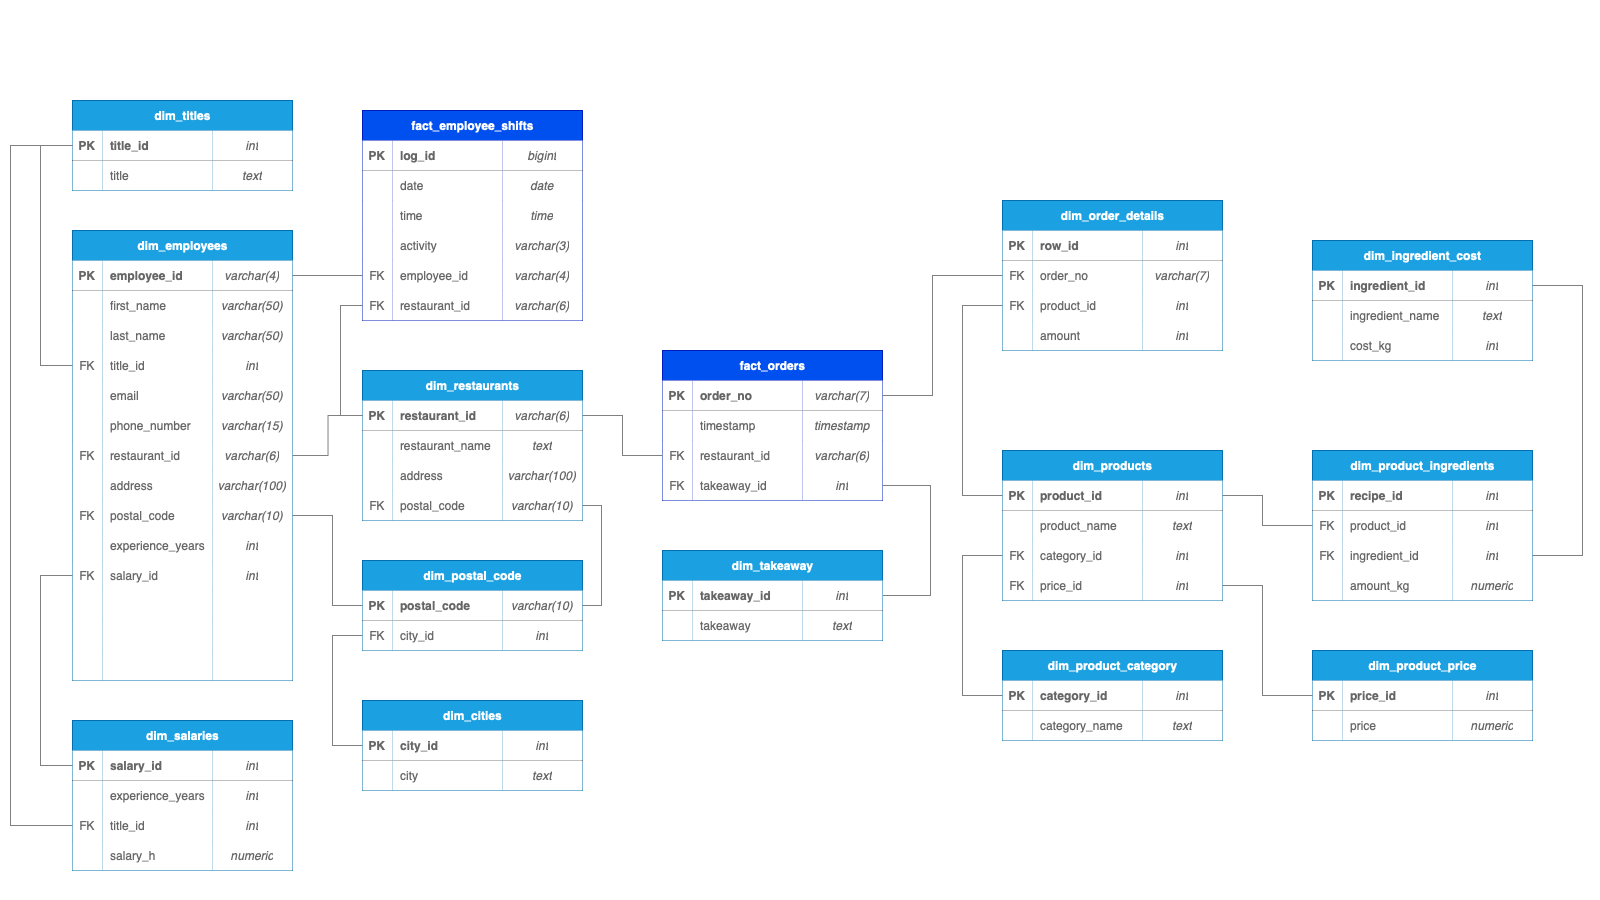 dim_titles
PK title_id int
title text
dim_employees
PK employee_id varchar(4)
first_name varchar(50)
last_name varchar(50)
FK title_id int
email varchar(50)
phone_number varchar(15)
FK restaurant_id varchar(6)
address varchar(100)
FK postal_code varchar(10)
experience_years int
FK salary_id int
dim_salaries
PK salary_id int
experience_years int
FK title_id int
salary_h numeric
fact_employee_shifts
PK log_id bigint
date date
time time
activity varchar(3)
FK employee_id varchar(4)
FK restaurant_id varchar(6)
dim_restaurants
PK restaurant_id varchar(6)
restaurant_name text
address varchar(100)
FK postal_code varchar(10)
dim_postal_code
PK postal_code varchar(10)
FK city_id int
dim_cities
PK city_id int
city text
fact_orders
PK order_no varchar(7)
timestamp timestamp
FK restaurant_id varchar(6)
FK takeaway_id int
dim_takeaway
PK takeaway_id int
takeaway text
dim_order_details
PK row_id int
FK order_no varchar(7)
FK product_id int
amount int
dim_products
PK product_id int
product_name text
FK category_id int
FK price_id int
dim_product_category
PK category_id int
category_name text
dim_ingredient_cost
PK ingredient_id int
ingredient_name text
cost_kg int
dim_product_ingredients
PK recipe_id int
FK product_id int
FK ingredient_id int
amount_kg numeric
dim_product_price
PK price_id int
price numeric